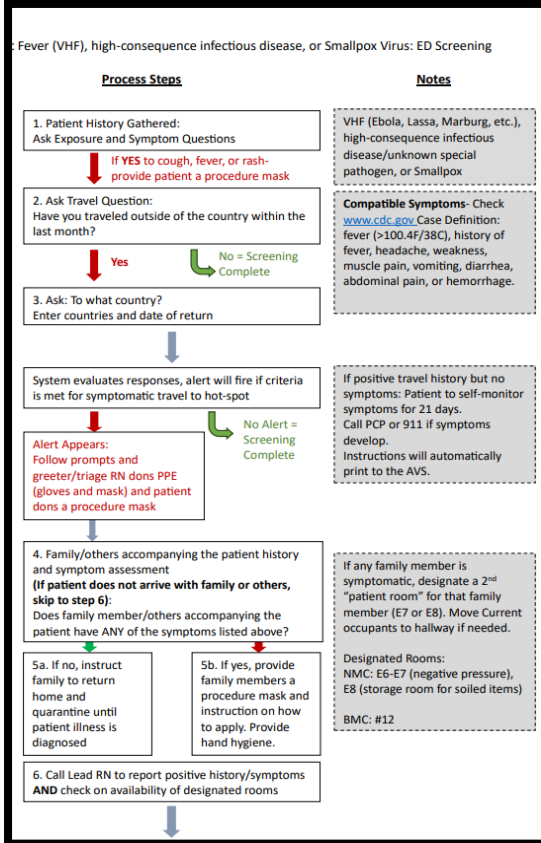 : Fever (VHF), high-consequence infectious disease, or Smallpox Virus: ED Screening
Process Steps
1. Patient History Gathered:
Ask Exposure and Symptom Questions
If YES to cough, fever, or rash-
provide patient a procedure mask
2. Ask Travel Question:
Have you traveled outside of the country within the
last month?
Yes
No = Screening
Complete
3. Ask: To what country?
Enter countries and date of return
System evaluates responses, alert will fire if criteria
is met for symptomatic travel to hot-spot
No Alert =
Screening
Complete
Alert Appears:
Follow prompts and
greeter/triage RN dons PPE
(gloves and mask) and patient
dons a procedure mask
4. Family/others accompanying the patient history
and symptom assessment
(If patient does not arrive with family or others,
skip to step 6):
Does family member/others accompanying the
patient have ANY of the symptoms listed above?
5a. If no, instruct
family to return
home and
quarantine until
patient illness is
diagnosed
5b. If yes, provide
family members a
procedure mask and
instruction on how
to apply. Provide
hand hygiene.
6. Call Lead RN to report positive history/symptoms
AND check on availability of designated rooms
Notes
VHF (Ebola, Lassa, Marburg, etc.),
high-consequence infectious
disease/unknown special
pathogen, or Smallpox
Compatible Symptoms- Check
www.cdc.gov Case Definition:
fever (>100.4F/38C), history of
fever, headache, weakness,
muscle pain, vomiting, diarrhea,
abdominal pain, or hemorrhage.
If positive travel history but no
symptoms: Patient to self-monitor
symptoms for 21 days.
Call PCP or 911 if symptoms
develop.
Instructions will automatically
print to the AVS.
If any family member is
symptomatic, designate a 2nd
"patient room" for that family
member (E7 or E8). Move Current
occupants to hallway if needed.
Designated Rooms:
NMC: E6-E7 (negative pressure),
E8 (storage room for soiled items)
BMC: #12